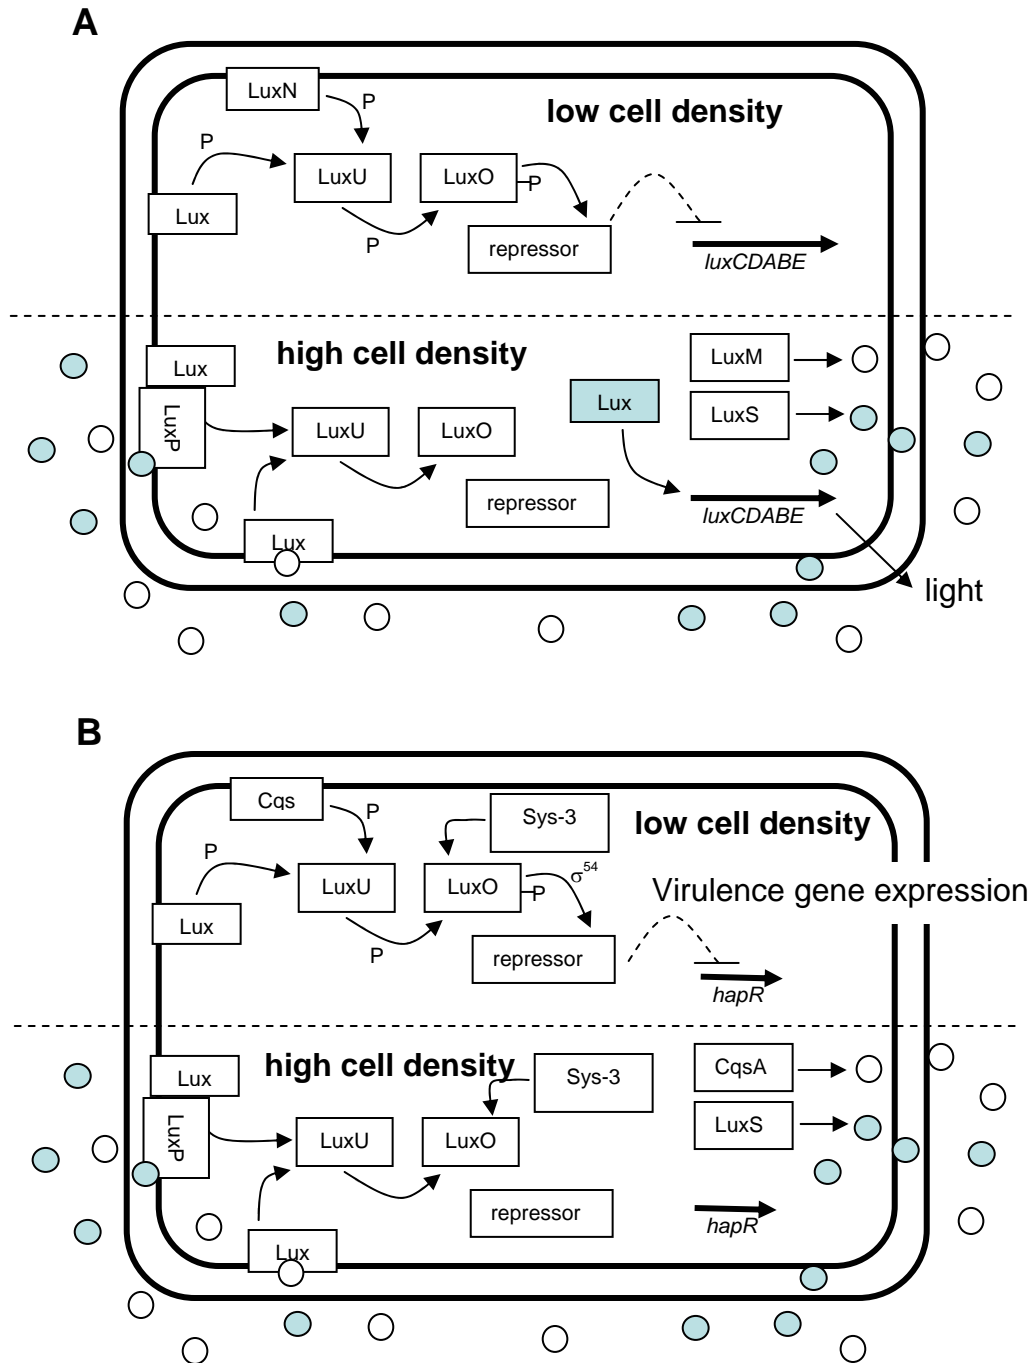 A
LuxN
P
low cell density
P
LuxU
LuxO
P
Lux
P
repressor
luxCDABE
high cell density
Lux
LuxM
Lux
LuxS
LuxP
LuxU
LuxO
repressor
luxCDABE
Lux
light
B
Cqs
P
Sys-3
low cell density
P
LuxU
LuxO
P
σ54
Virulence gene expression
Lux
P
repressor
hapR
high cell density
Lux
Sys-3
CqsA
LuxS
LuxP
LuxU
LuxO
repressor
hapR
Lux